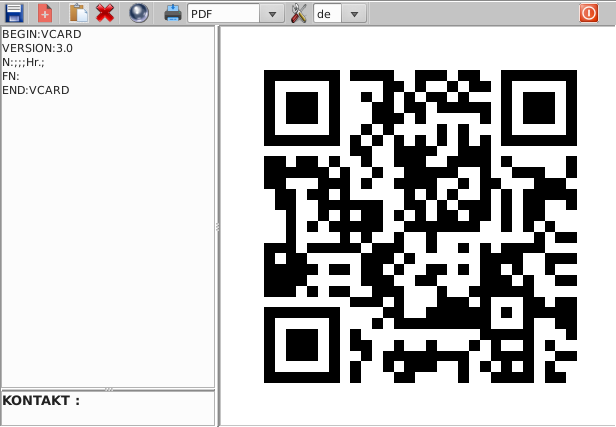 PDF
de
BEGIN:VCARD
VERSION:3.0
N:;;;Hr.;
FN:
END:VCARD
KONTAKT :